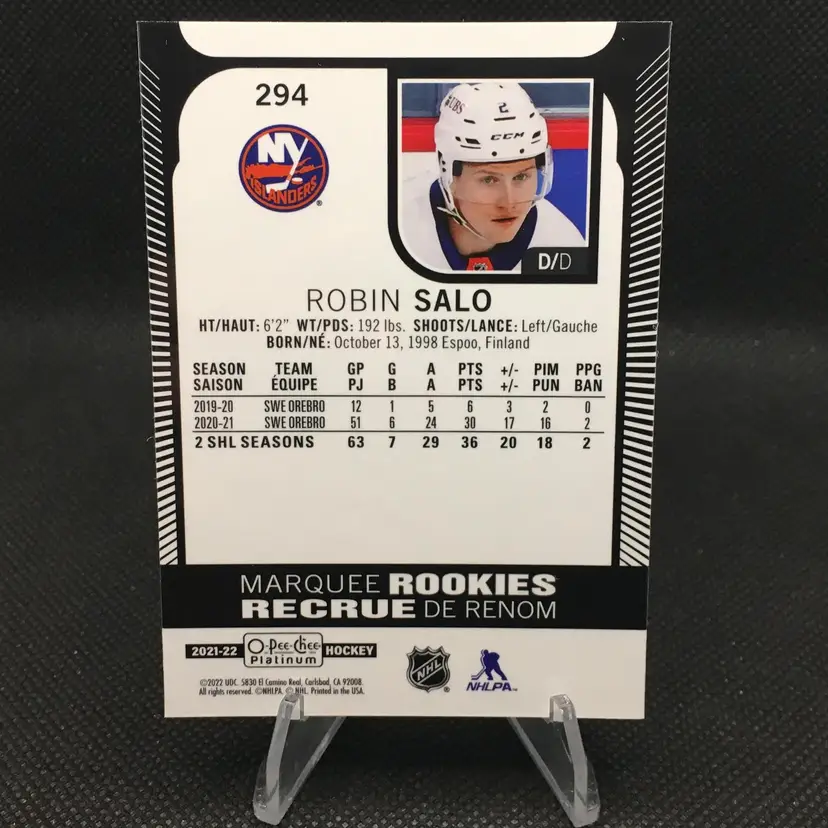 294
NY
ISLANDERS
UBS
2
CCM
D/D
ROBIN SALO
HT/HAUT: 6'2" WT/PDS: 192 lbs. SHOOTS/LANCE: Left/Gauche
BORN/NÉ: October 13, 1998 Espoo, Finland
SEASON TEAM GP G A PTS +/- PIM PPG
SAISON ÉQUIPE PJ B A PTS +/- PUN BAN
2019-20 SWE OREBRO 12 1 5 6 3 2 0
2020-21 SWE OREBRO 51 6 24 30 17 16 2
2 SHL SEASONS 63 7 29 36 20 18 2
MARQUEE ROOKIES
RECRUE DE RENOM
2021-22 O-Pee-Chee Platinum HOCKEY
NHL
NHLPA
©2022 UDC. 5830 El Camino Real, Carlsbad, CA 92008.
All rights reserved. ©NHLPA. © NHL. Printed in the USA.